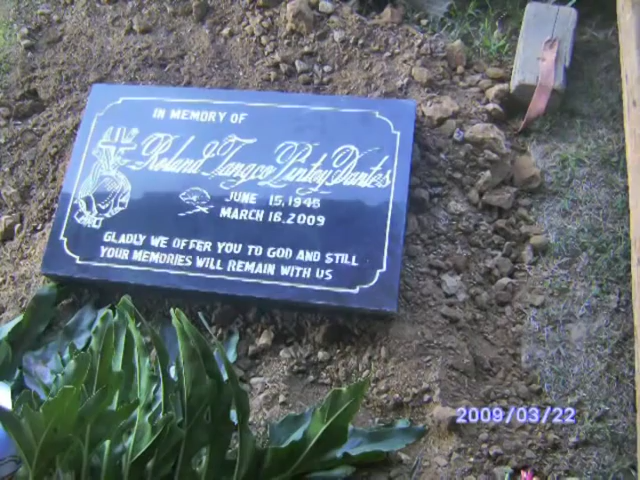 IN MEMORY OF
Roland Tangco Pintoy Dantes
JUNE 15, 1945
MARCH 16, 2009
GLADLY WE OFFER YOU TO GOD AND STILL
YOUR MEMORIES WILL REMAIN WITH US
2009/03/22